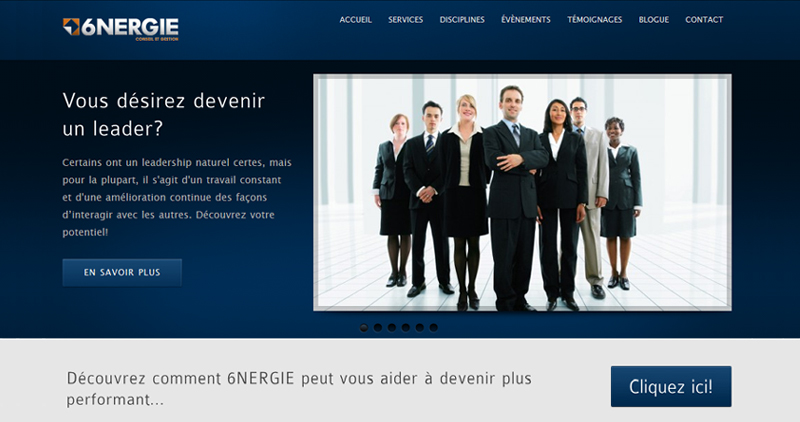 6NERGIE
CONSEIL ET GESTION
ACCUEIL SERVICES DISCIPLINES ÉVÈNEMENTS TÉMOIGNAGES BLOGUE CONTACT
Vous désirez devenir
un leader?
Certains ont un leadership naturel certes, mais
pour la plupart, il s'agit d'un travail constant
et d'une amélioration continue des façons
d'interagir avec les autres. Découvrez votre
potentiel!
EN SAVOIR PLUS
Découvrez comment 6NERGIE peut vous aider à devenir plus
performant...
Cliquez ici!